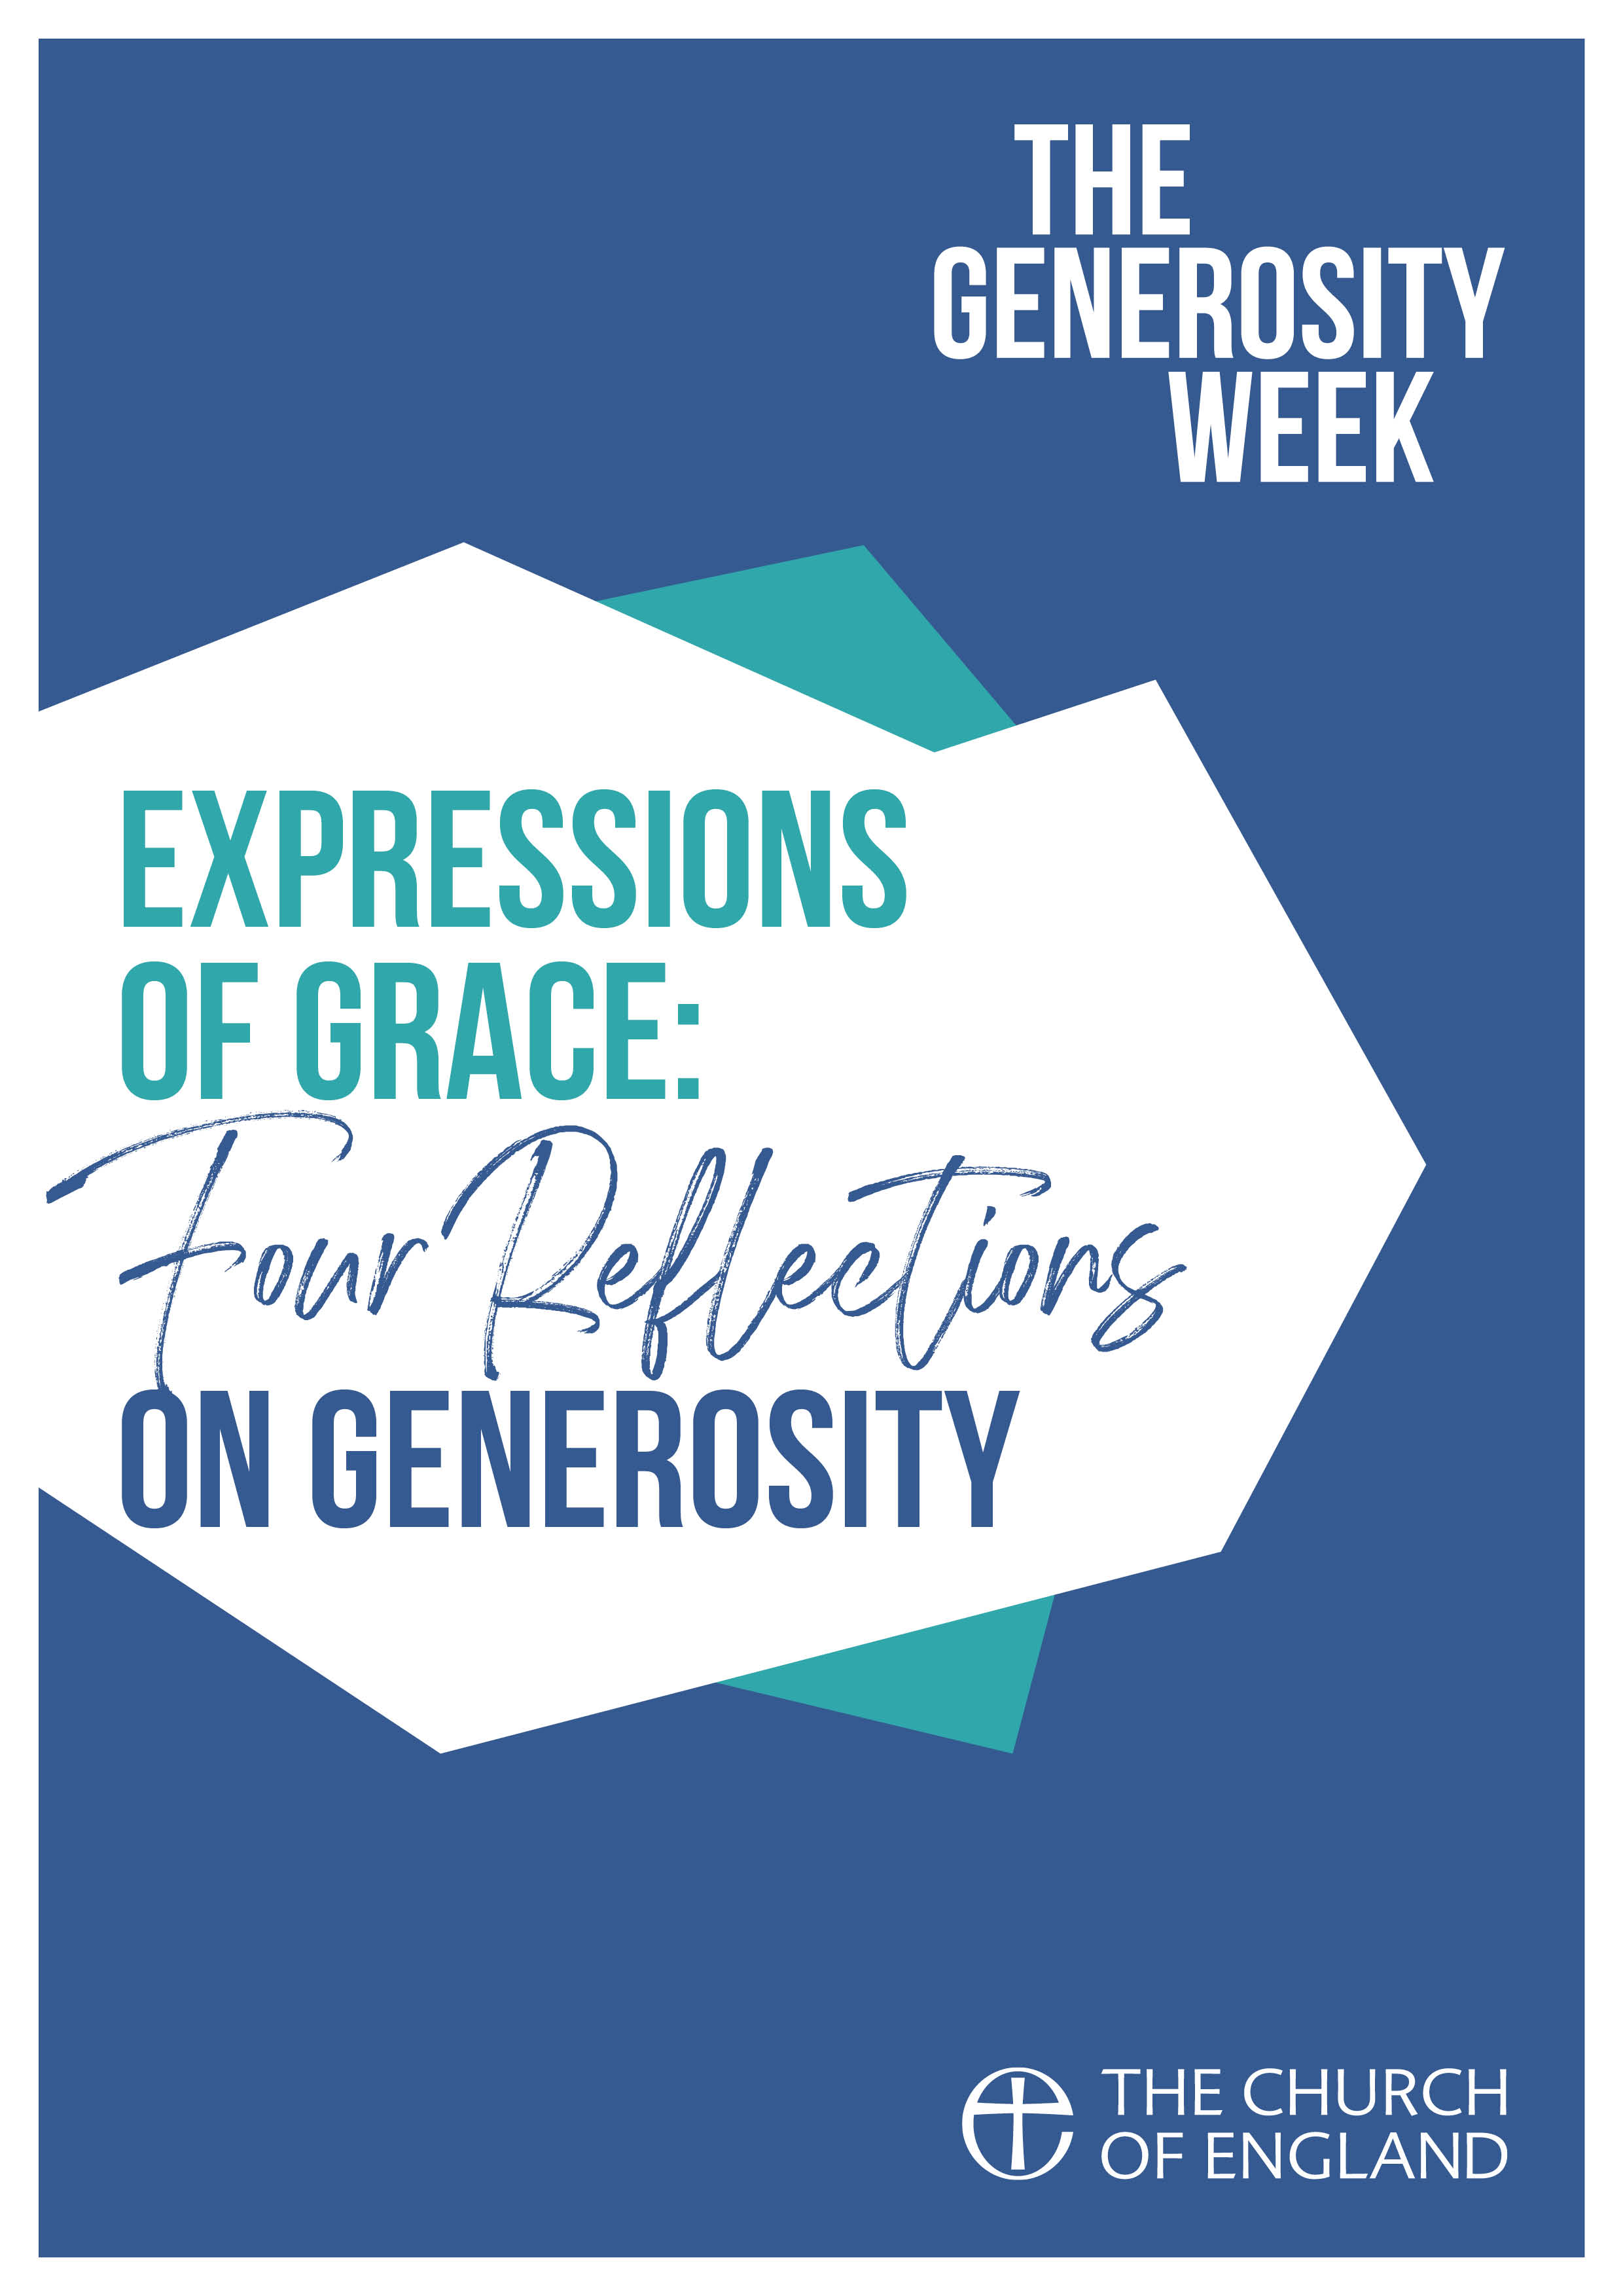 THE
GENEROSITY
WEEK
EXPRESSIONS
OF GRACE:
Four Reflections
ON GENEROSITY
THE CHURCH
OF ENGLAND